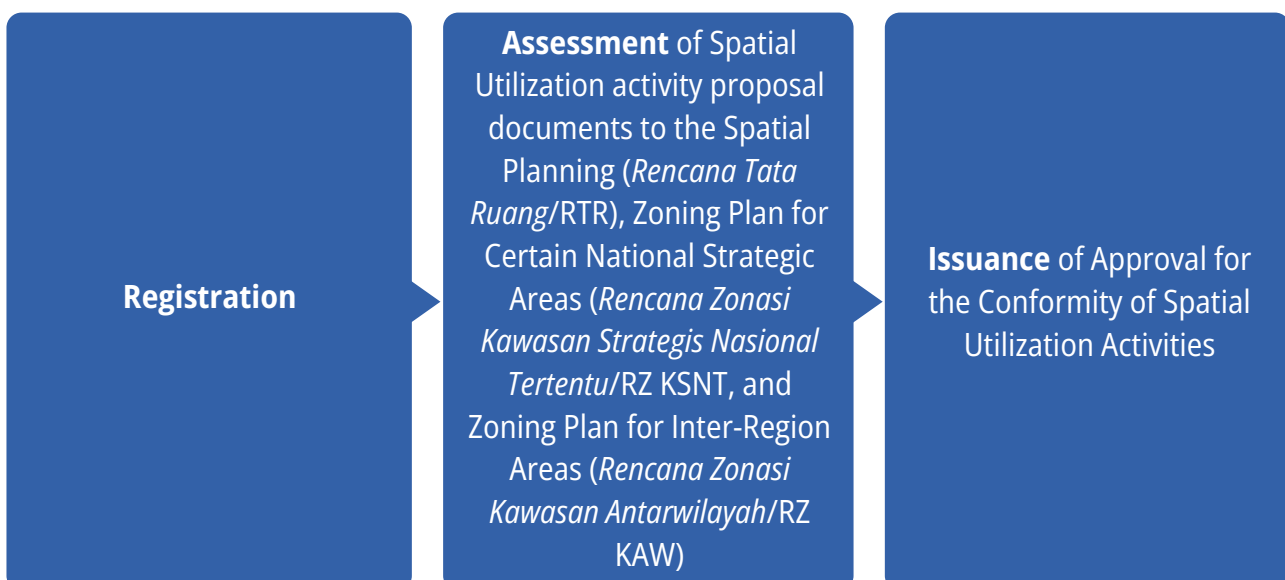 Registration
Assessment of Spatial
Utilization activity proposal
documents to the Spatial
Planning (Rencana Tata
Ruang/RTR), Zoning Plan for
Certain National Strategic
Areas (Rencana Zonasi
Kawasan Strategis Nasional
Tertentu/RZ KSNT, and
Zoning Plan for Inter-Region
Areas (Rencana Zonasi
Kawasan Antarwilayah/RZ
KAW)
Issuance of Approval for
the Conformity of Spatial
Utilization Activities